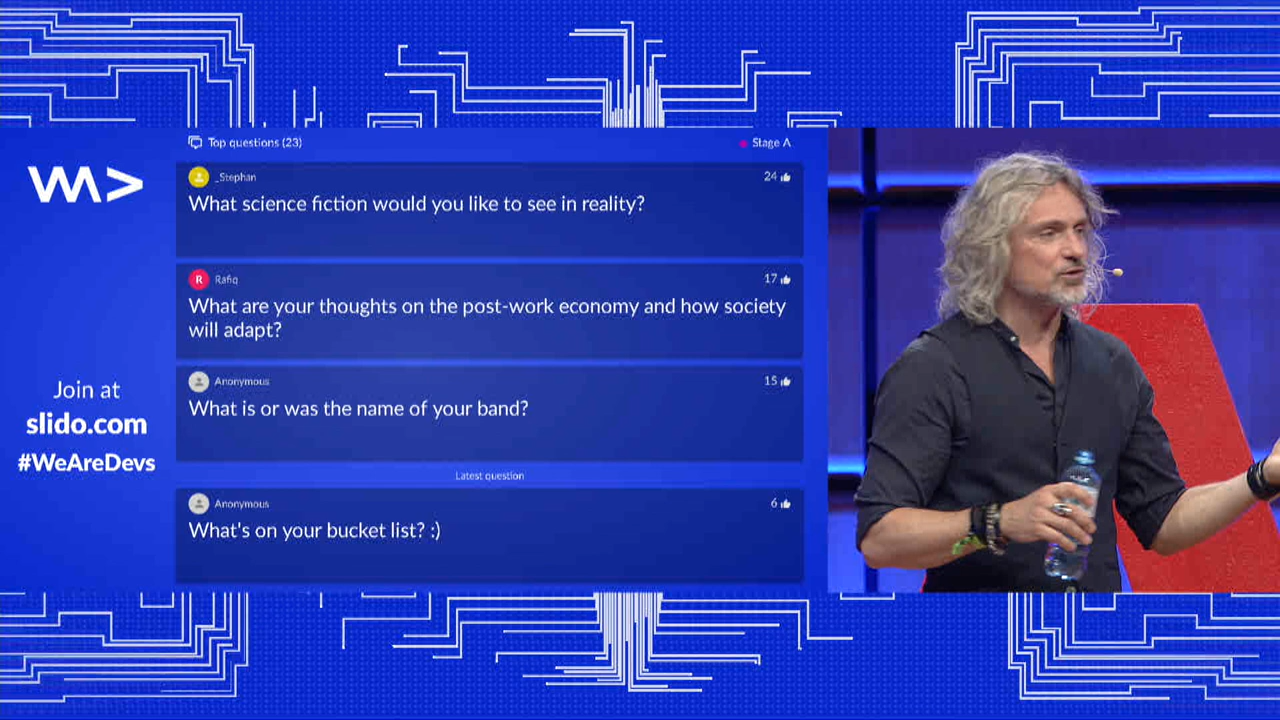 Top questions (23)
Stage A
_Stephan
24
What science fiction would you like to see in reality?
R
Rafiq
17
What are your thoughts on the post-work economy and how society
will adapt?
Anonymous
15
What is or was the name of your band?
Latest question
Anonymous
6
What's on your bucket list? :)
Join at
slido.com
#WeAreDevs